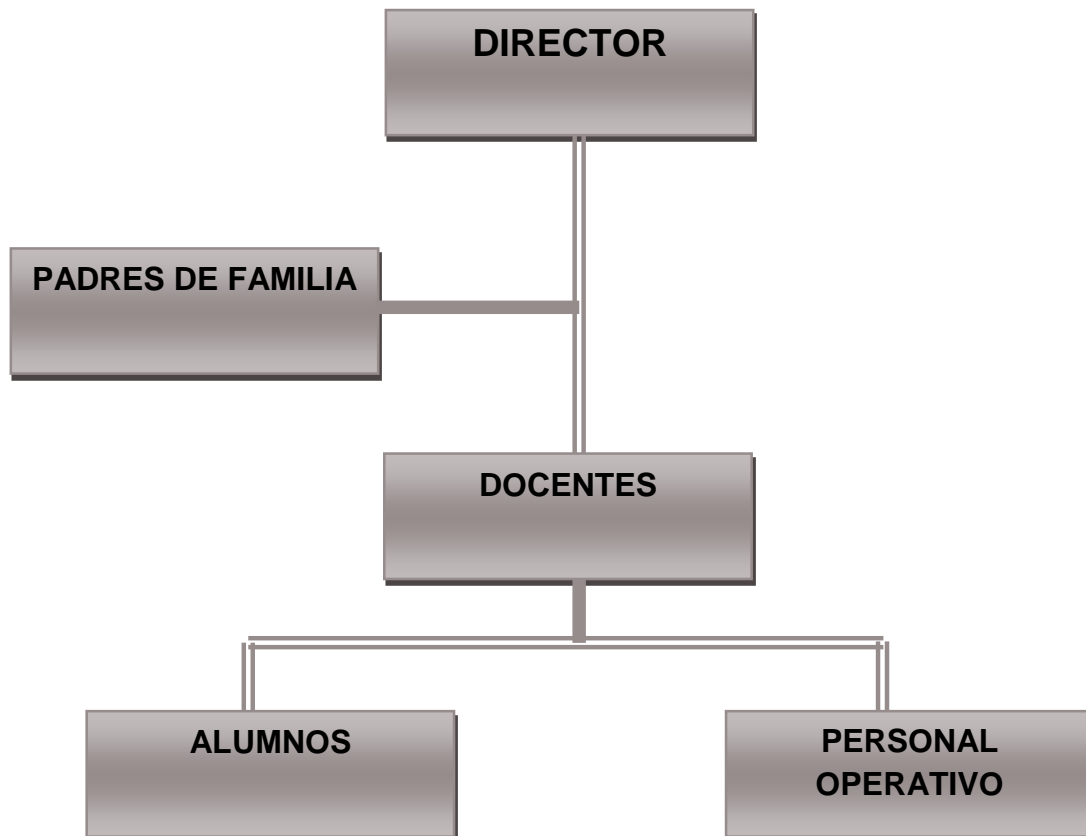 DIRECTOR
PADRES DE FAMILIA
DOCENTES
ALUMNOS
PERSONAL
OPERATIVO